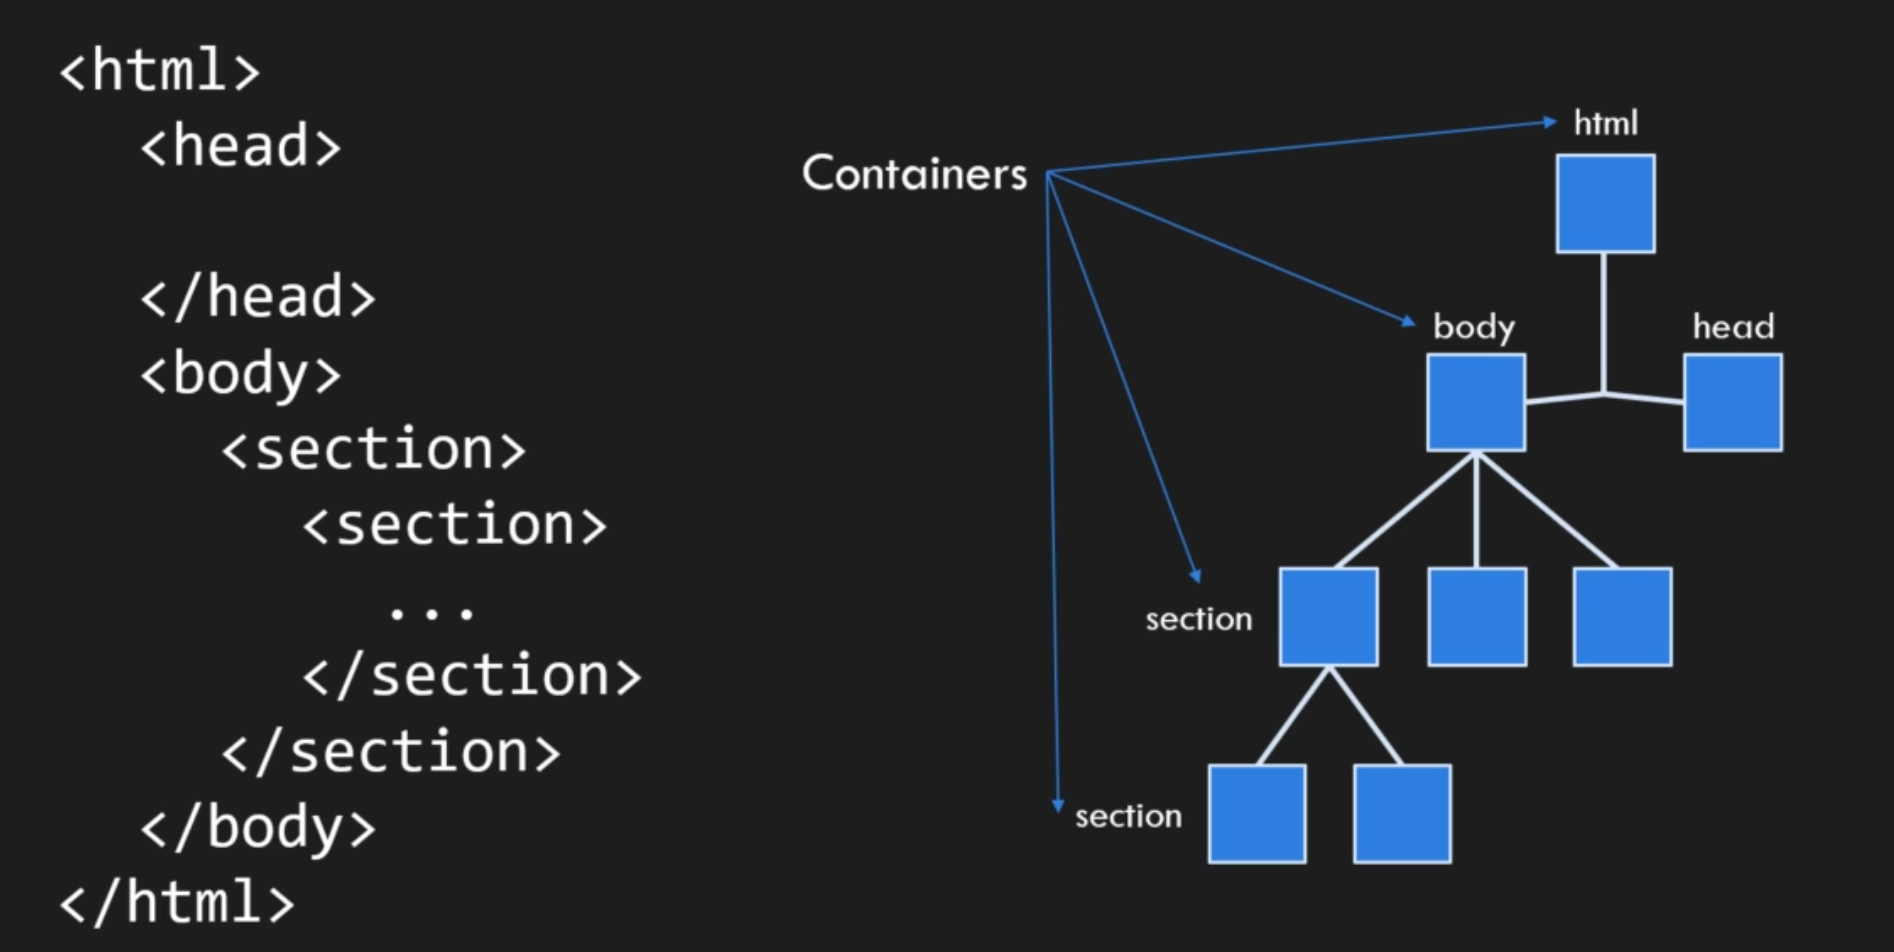 <html>
<head>
</head>
<body>
<section>
<section>
...
</section>
</section>
</body>
</html>
Containers
html
body
head
section
section